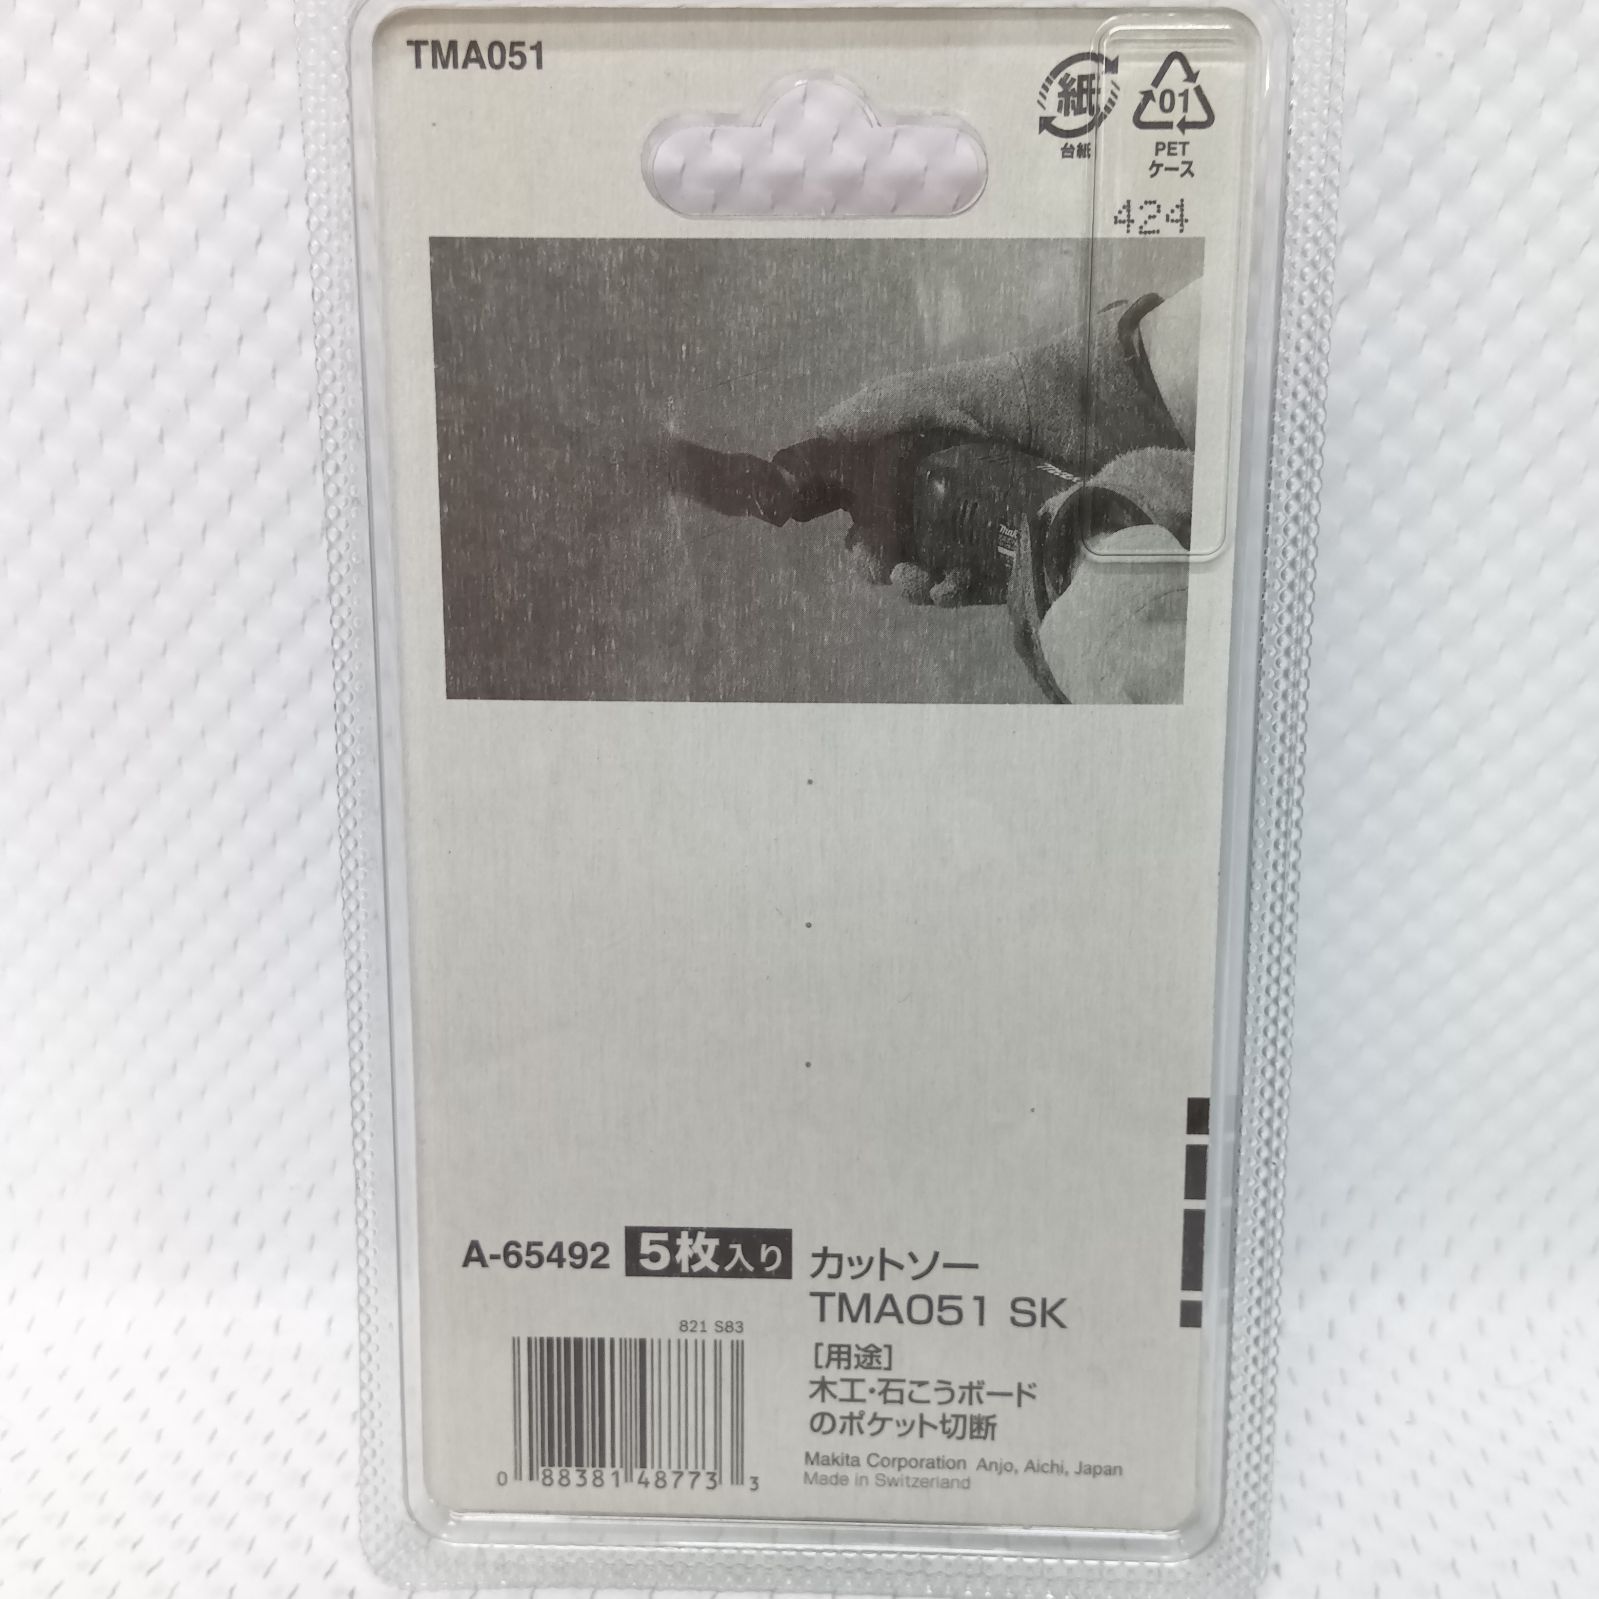 TMA051
紙
台紙
01
PET
ケース
424
A-65492 5枚入り
カットソー
TMA051 SK
821 S83
[用途]
木工・石こうボード
のポケット切断
0 88381 48773 3
Makita Corporation Anjo, Aichi, Japan
Made in Switzerland